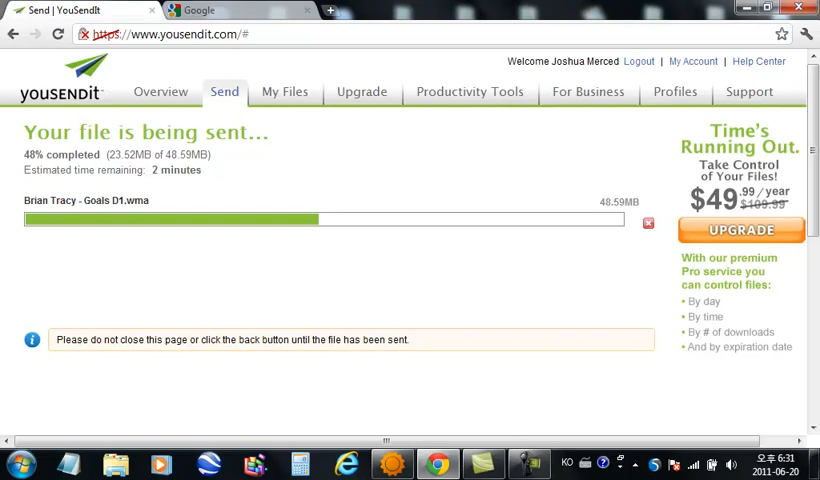 Send | YouSendIt
Google
https://www.yousendit.com/#
Welcome Joshua Merced Logout | My Account | Help Center
YOUSENDIT
Overview Send My Files Upgrade Productivity Tools For Business Profiles Support
Your file is being sent...
48% completed (23.52MB of 48.59MB)
Estimated time remaining: 2 minutes
Brian Tracy - Goals D1.wma
48.59MB
Please do not close this page or click the back button until the file has been sent.
Time's
Running Out.
Take Control
of Your Files!
$49.99/year
$109.99
UPGRADE
With our premium
Pro service you
can control files:
• By day
• By time
• By # of downloads
• And by expiration date
KO
오후 6:31
2011-06-20